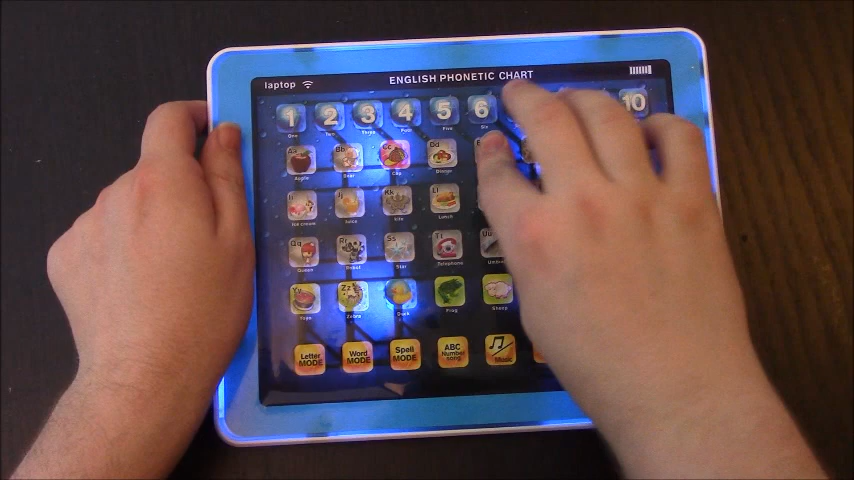 laptop ENGLISH PHONETIC CHART
1 2 3 4 5 6 10
One Two Three Four Five Six
Aa Bb Cc Dd
Apple Bear Cap Donge
Ii Jj Kk Ll
Ice cream Juice Kite Lunch
Qq Rr Ss Tt Uu
Queen Robot Star Telephone
Yy Zz
Yoyo Zebra Duck Frog Sheep
Letter MODE Word MODE Spell MODE ABC Number song Music